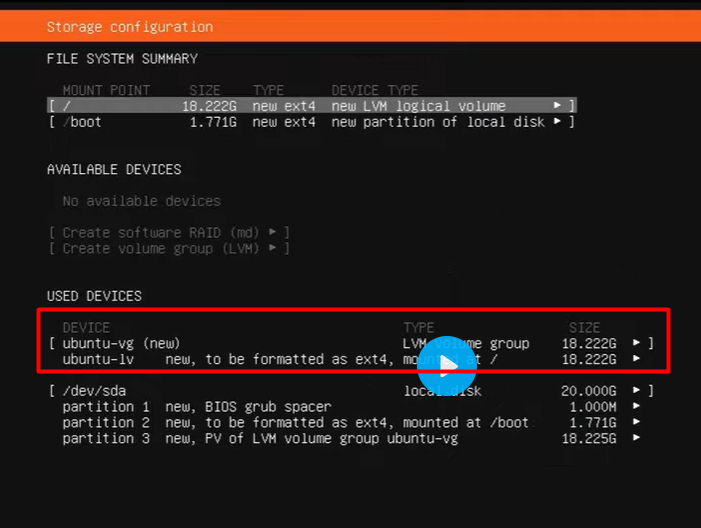 Storage configuration
FILE SYSTEM SUMMARY
MOUNT POINT SIZE TYPE DEVICE TYPE
[ / 18.222G new ext4 new LVM logical volume ▸ ]
[ /boot 1.771G new ext4 new partition of local disk ▸ ]
AVAILABLE DEVICES
No available devices
[ Create software RAID (md) ▸ ]
[ Create volume group (LVM) ▸ ]
USED DEVICES
DEVICE TYPE SIZE
[ ubuntu-vg (new) LVM volume group 18.222G ▸ ]
ubuntu-lv new, to be formatted as ext4, mounted at / 18.222G ▸
[ /dev/sda local disk 20.000G ▸ ]
partition 1 new, BIOS grub spacer 1.000M ▸
partition 2 new, to be formatted as ext4, mounted at /boot 1.771G ▸
partition 3 new, PV of LVM volume group ubuntu-vg 18.225G ▸